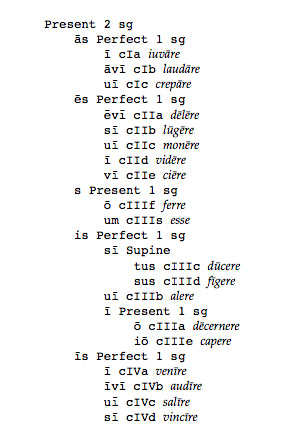 Present 2 sg
ās Perfect 1 sg
ī cIa iuvāre
āvī cIb laudāre
uī cIc crepāre
ēs Perfect 1 sg
ēvī cIIa dēlēre
sī cIIb lūgēre
uī cIIc monēre
ī cIId vidēre
vī cIIe ciēre
s Present 1 sg
ō cIIIf ferre
um cIIIs esse
is Perfect 1 sg
sī Supine
tus cIIIc dūcere
sus cIIId fīgere
uī cIIIb alere
ī Present 1 sg
ō cIIIa dēcernere
iō cIIIe capere
īs Perfect 1 sg
ī cIVa venīre
īvī cIVb audīre
uī cIVc salīre
sī cIVd vincīre